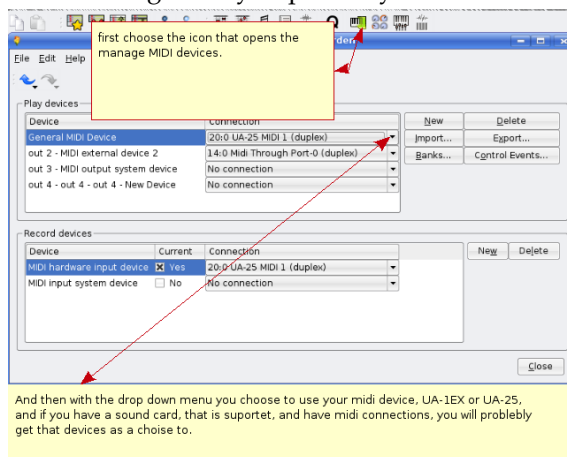 first choose the icon that opens the
manage MIDI devices.
File Edit Help
Play devices
Device Connection
General MIDI Device 20:0 UA-25 MIDI 1 (duplex)
out 2 - MIDI external device 2 14:0 Midi Through Port-0 (duplex)
out 3 - MIDI output system device No connection
out 4 - out 4 - out 4 - New Device No connection
New Delete
Import... Export...
Banks... Control Events...
Record devices
Device Current Connection
MIDI hardware input device Yes 20:0 UA-25 MIDI 1 (duplex)
MIDI input system device No No connection
New Delete
Close
And then with the drop down menu you choose to use your midi device, UA-1EX or UA-25,
and if you have a sound card, that is suportet, and have midi connections, you will problebly
get that devices as a choise to.